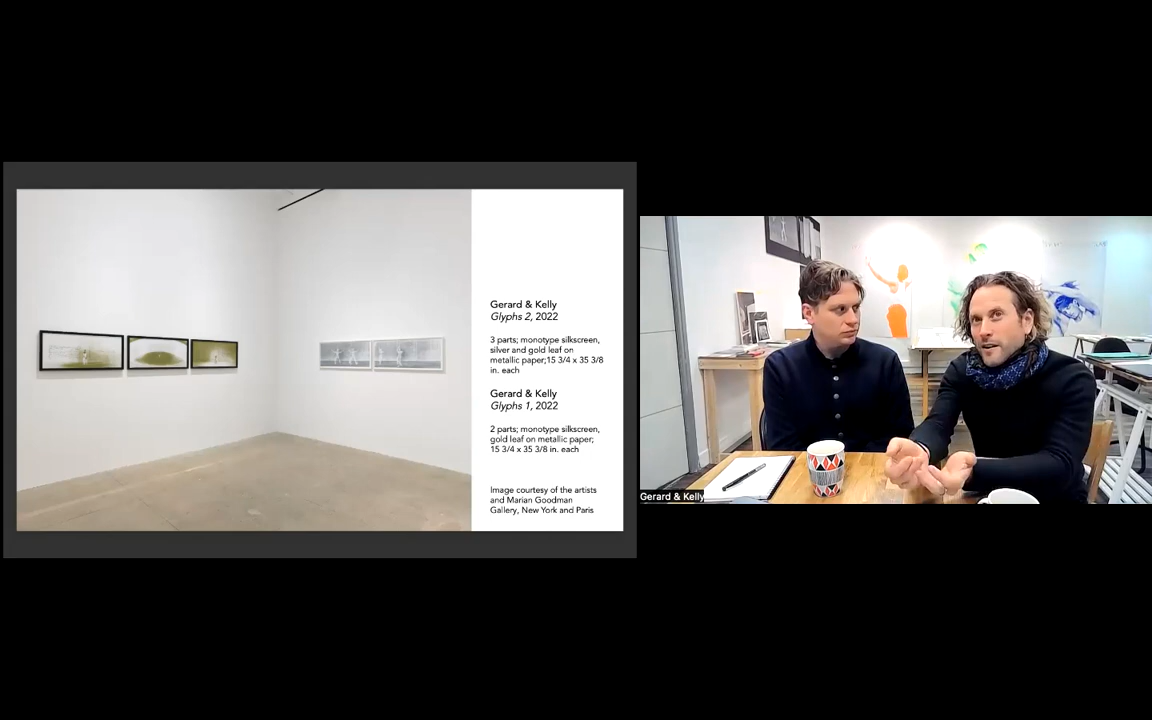 Gerard & Kelly
Glyphs 2, 2022
3 parts; monotype silkscreen,
silver and gold leaf on
metallic paper;15 3/4 x 35 3/8
in. each
Gerard & Kelly
Glyphs 1, 2022
2 parts; monotype silkscreen,
gold leaf on metallic paper;
15 3/4 x 35 3/8 in. each
Image courtesy of the artists
and Marian Goodman
Gallery, New York and Paris
Gerard & Kelly